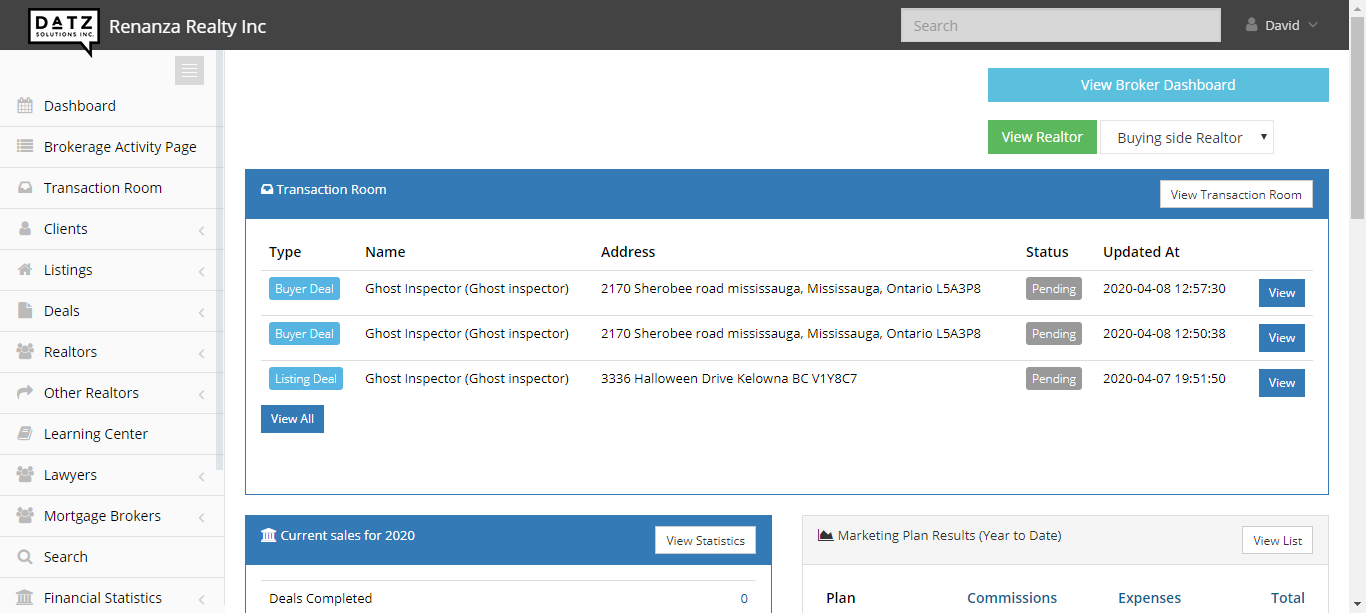 DATZ
SOLUTIONS INC.
Renanza Realty Inc
Search
David
Dashboard
Brokerage Activity Page
Transaction Room
Clients
Listings
Deals
Realtors
Other Realtors
Learning Center
Lawyers
Mortgage Brokers
Search
Financial Statistics
View Broker Dashboard
View Realtor Buying side Realtor
Transaction Room View Transaction Room
Type Name Address Status Updated At
Buyer Deal Ghost Inspector (Ghost inspector) 2170 Sherobee road mississauga, Mississauga, Ontario L5A3P8 Pending 2020-04-08 12:57:30 View
Buyer Deal Ghost Inspector (Ghost inspector) 2170 Sherobee road mississauga, Mississauga, Ontario L5A3P8 Pending 2020-04-08 12:50:38 View
Listing Deal Ghost Inspector (Ghost inspector) 3336 Halloween Drive Kelowna BC V1Y8C7 Pending 2020-04-07 19:51:50 View
View All
Current sales for 2020 View Statistics
Deals Completed 0
Marketing Plan Results (Year to Date) View List
Plan Commissions Expenses Total